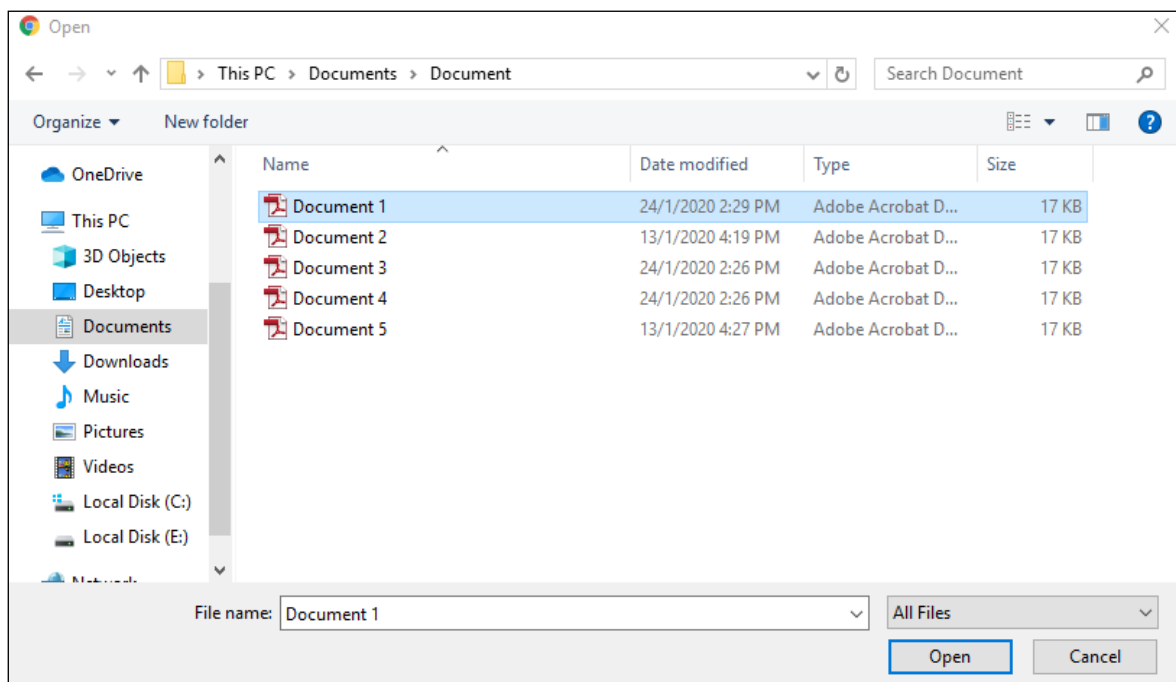 Open
This PC > Documents > Document
Search Document
Organize
New folder
Name
Date modified
Type
Size
OneDrive
This PC
3D Objects
Desktop
Documents
Downloads
Music
Pictures
Videos
Local Disk (C:)
Local Disk (E:)
Network
Document 1 24/1/2020 2:29 PM Adobe Acrobat D... 17 KB
Document 2 13/1/2020 4:19 PM Adobe Acrobat D... 17 KB
Document 3 24/1/2020 2:26 PM Adobe Acrobat D... 17 KB
Document 4 24/1/2020 2:26 PM Adobe Acrobat D... 17 KB
Document 5 13/1/2020 4:27 PM Adobe Acrobat D... 17 KB
File name: Document 1
All Files
Open
Cancel